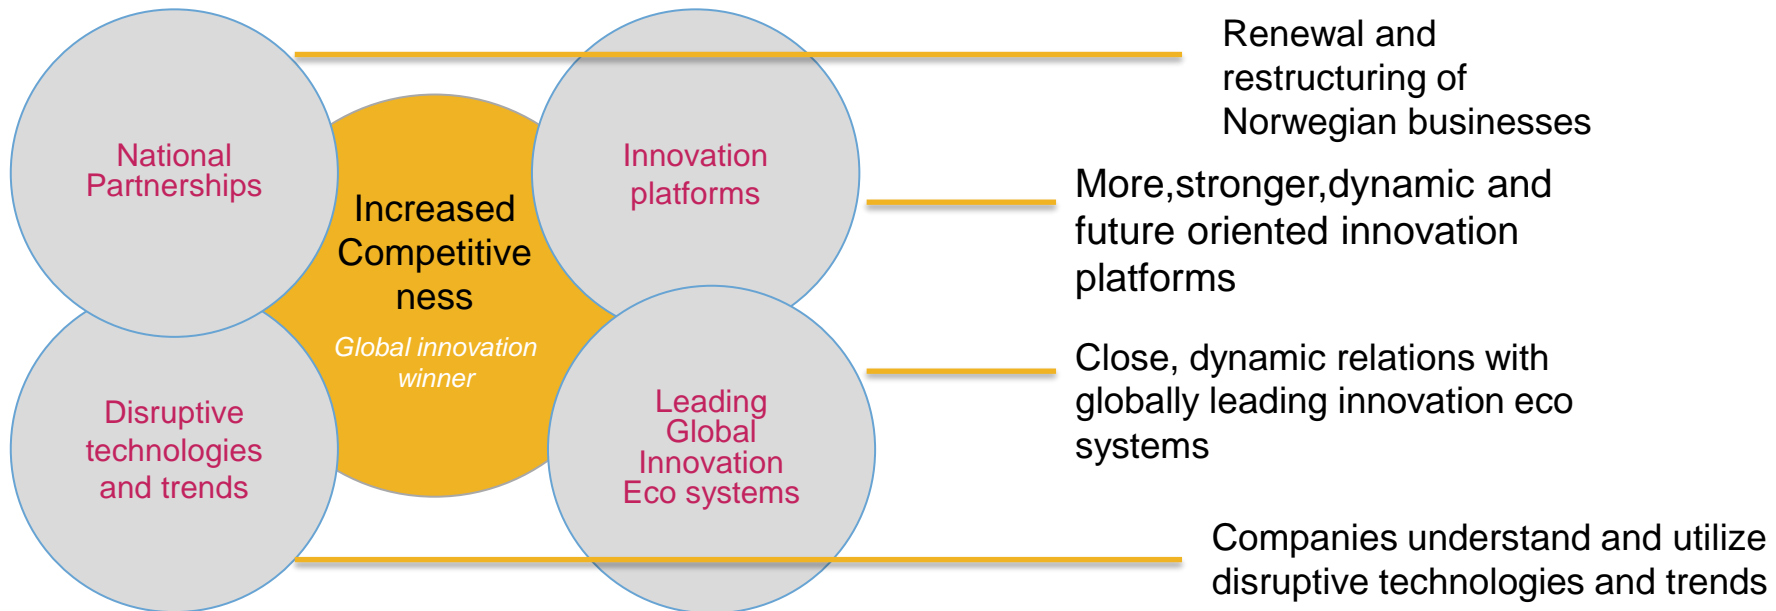 National
Partnerships
Increased
Competitive
ness
Global innovation
winner
Innovation
platforms
Disruptive
technologies
and trends
Leading
Global
Innovation
Eco systems
Renewal and
restructuring of
Norwegian businesses
More,stronger,dynamic and
future oriented innovation
platforms
Close, dynamic relations with
globally leading innovation eco
systems
Companies understand and utilize
disruptive technologies and trends